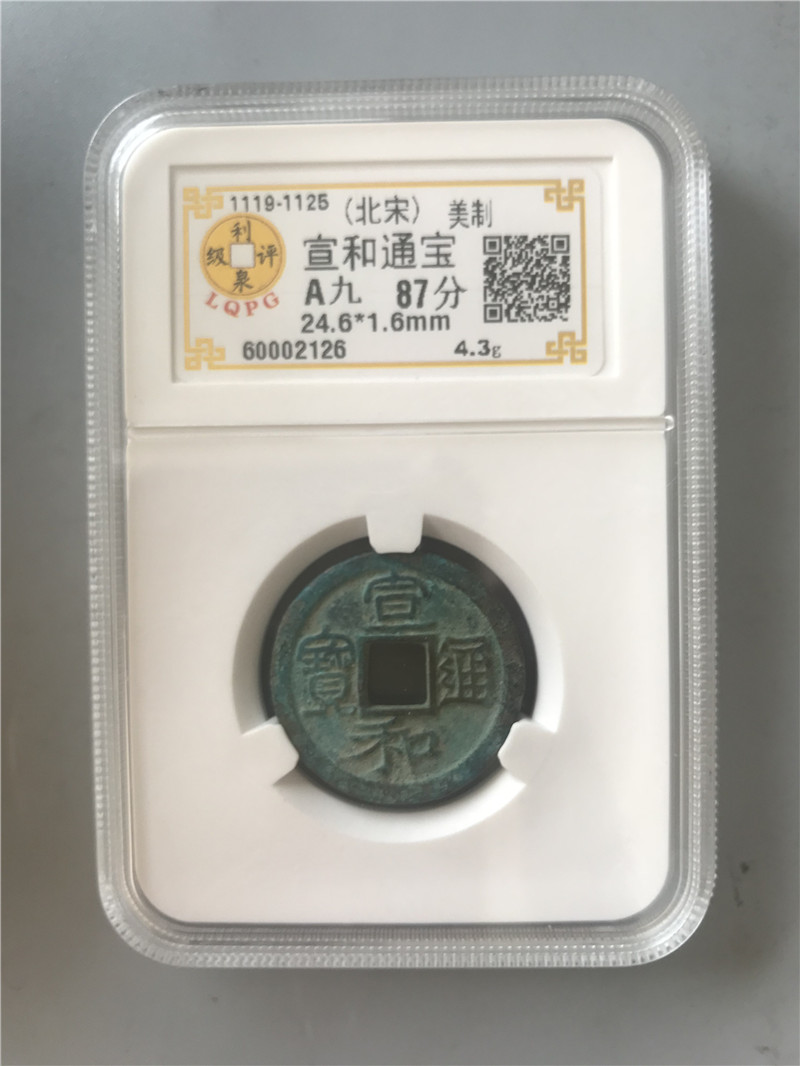 1119-1125 （北宋） 美制
利泉评级
LQPG
宣和通宝
A九 87分
24.6*1.6mm
60002126 4.3g
宣和通寶